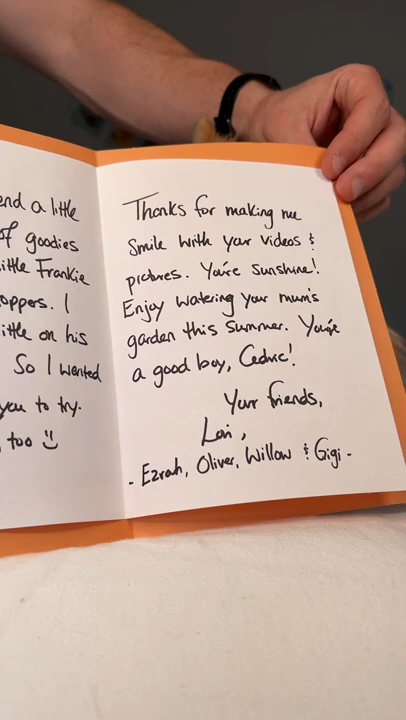 end a little
of goodies
ittle Frankie
oppers. I
ittle on his
So I wanted
you to try.
, too
Thanks for making me
smile with your videos &
pictures. You're sunshine!
Enjoy watering your mum's
garden this summer. You're
a good boy, Cedric!
Your friends,
Lori,
- Ezrah, Oliver, Willow & Gigi -